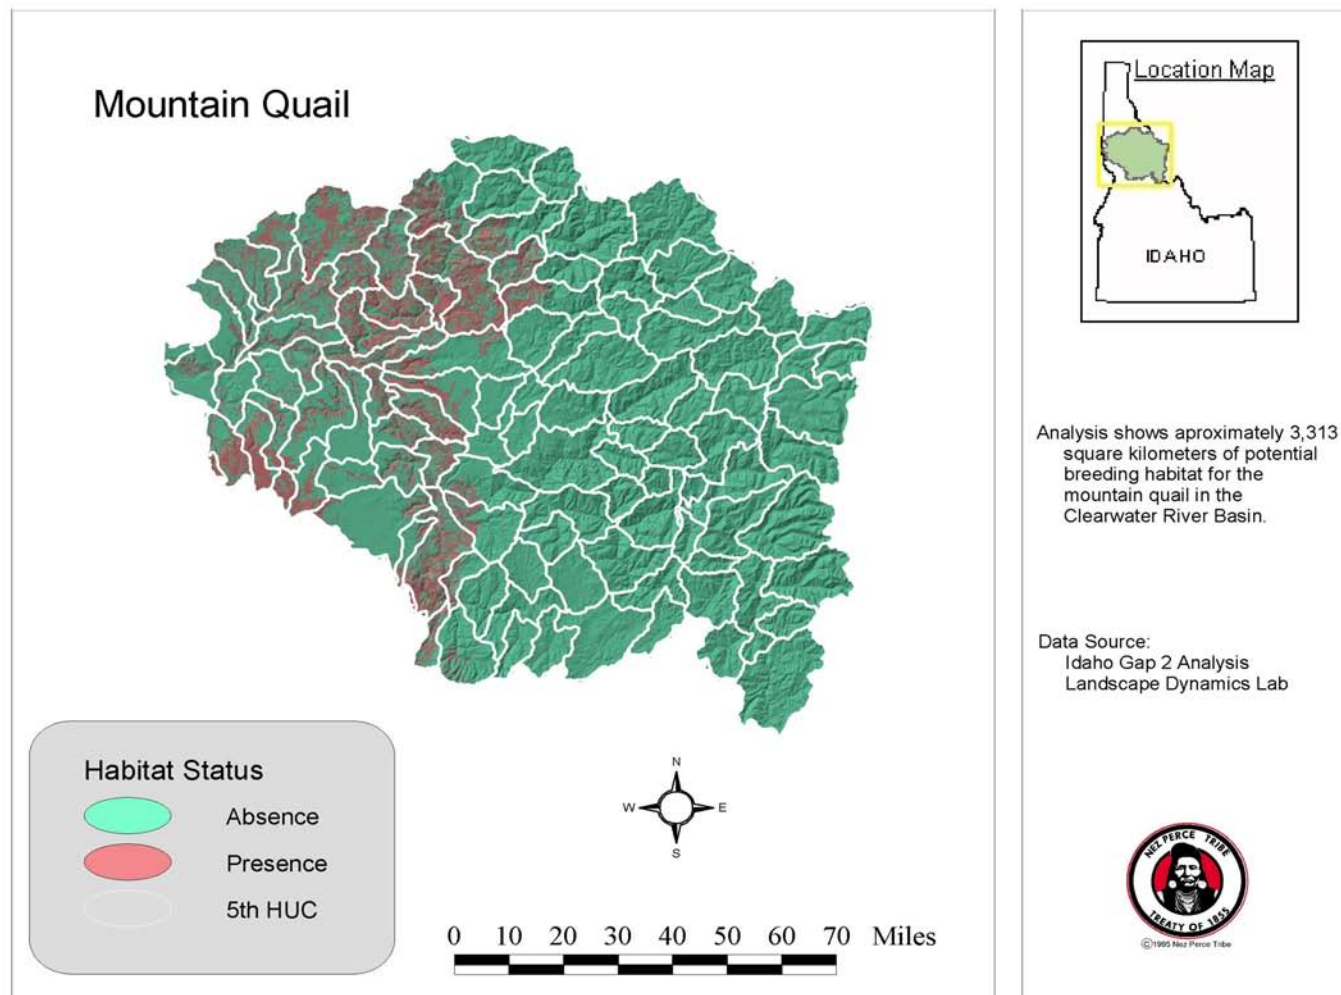 Mountain Quail
Location Map
IDAHO
Analysis shows aproximately 3,313
square kilometers of potential
breeding habitat for the
mountain quail in the
Clearwater River Basin.
Data Source:
Idaho Gap 2 Analysis
Landscape Dynamics Lab
Habitat Status
Absence
Presence
5th HUC
N
W E
S
0 10 20 30 40 50 60 70 Miles
NEZ PERCE TRIBE
TREATY OF 1855
©1995 Nez Perce Tribe